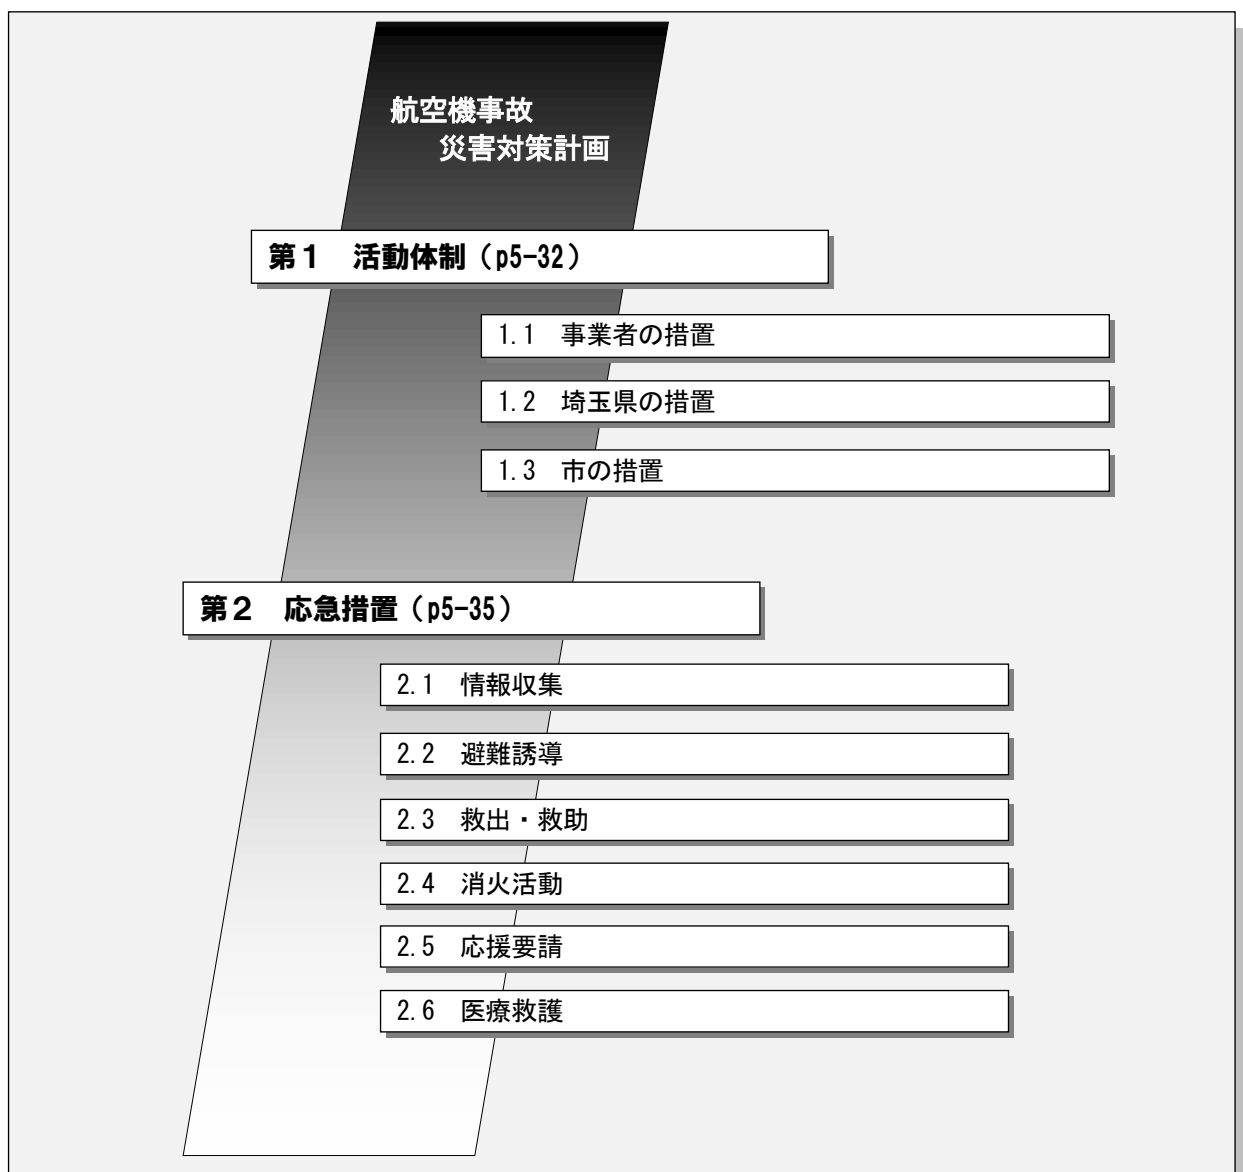 航空機事故
災害対策計画
第１　活動体制（p5-32）
1.1　事業者の措置
1.2　埼玉県の措置
1.3　市の措置
第２　応急措置（p5-35）
2.1　情報収集
2.2　避難誘導
2.3　救出・救助
2.4　消火活動
2.5　応援要請
2.6　医療救護